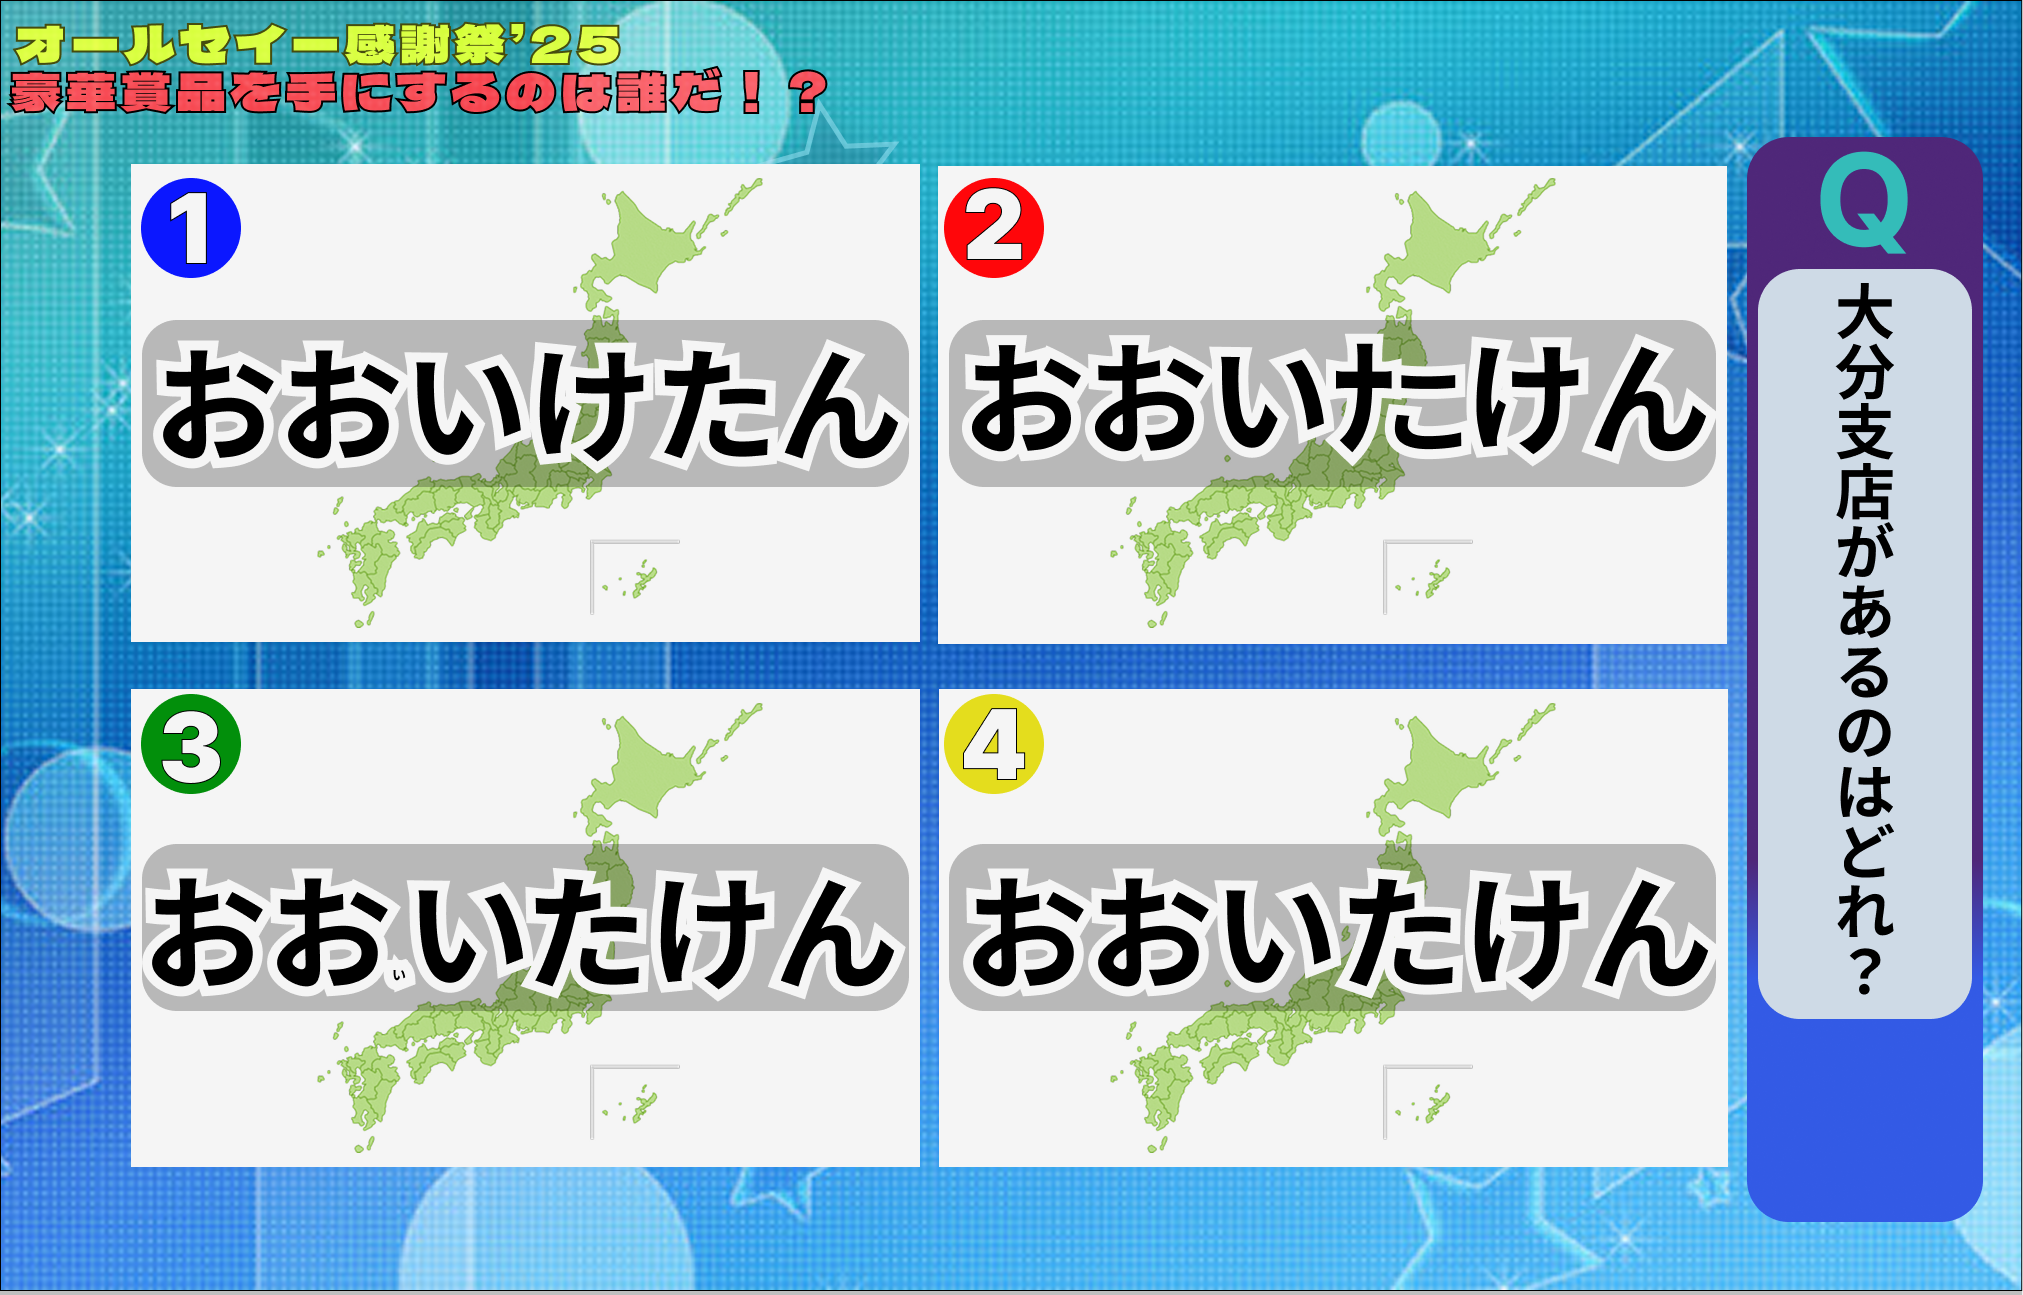 オールセイー感謝祭’25
豪華賞品を手にするのは誰だ！？
1
おおいけたん
2
おおいナこけん
3
おおぃいたけん
4
おおいたけん
Q
大分支店があるのはどれ？